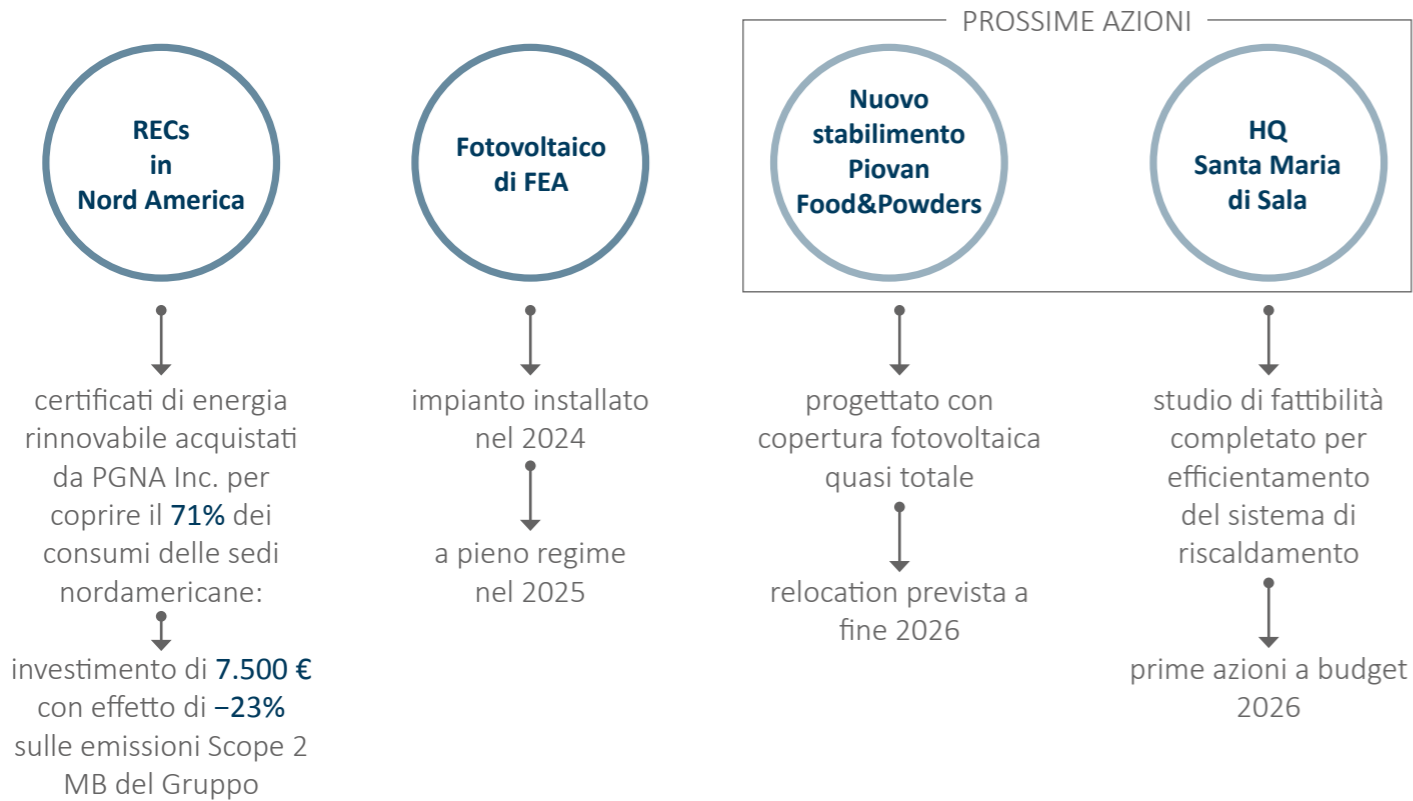 PROSSIME AZIONI
RECs
in
Nord America
certificati di energia
rinnovabile acquistati
da PGNA Inc. per
coprire il 71% dei
consumi delle sedi
nordamericane:
investimento di 7.500 €
con effetto di −23%
sulle emissioni Scope 2
MB del Gruppo
Fotovoltaico
di FEA
impianto installato
nel 2024
a pieno regime
nel 2025
Nuovo
stabilimento
Piovan
Food&Powders
progettato con
copertura fotovoltaica
quasi totale
relocation prevista a
fine 2026
HQ
Santa Maria
di Sala
studio di fattibilità
completato per
efficientamento
del sistema di
riscaldamento
prime azioni a budget
2026